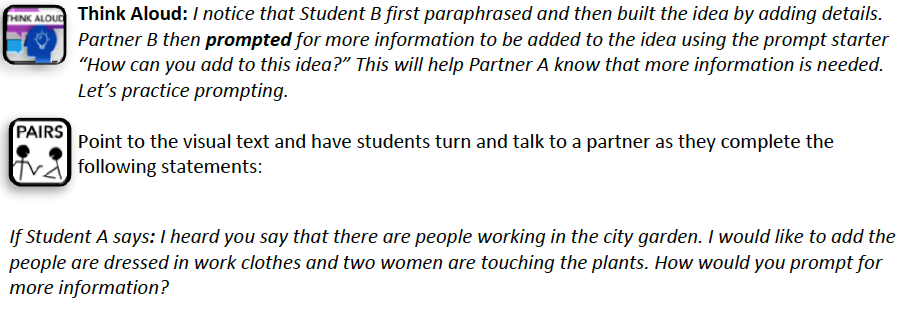 THINK ALOUD
Think Aloud: I notice that Student B first paraphrased and then built the idea by adding details.
Partner B then prompted for more information to be added to the idea using the prompt starter
“How can you add to this idea?” This will help Partner A know that more information is needed.
Let’s practice prompting.
PAIRS
Point to the visual text and have students turn and talk to a partner as they complete the
following statements:
If Student A says: I heard you say that there are people working in the city garden. I would like to add the
people are dressed in work clothes and two women are touching the plants. How would you prompt for
more information?